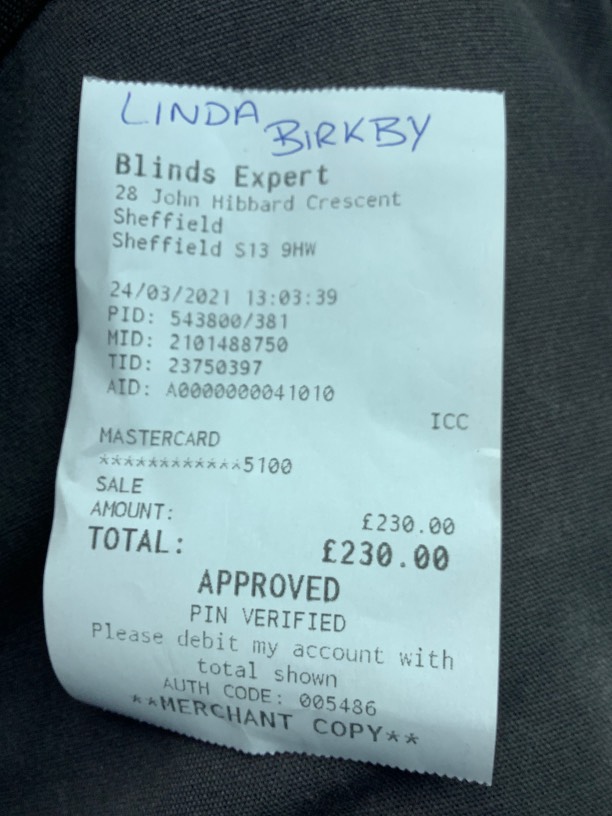 LINDA BIRKBY
Blinds Expert
28 John Hibbard Crescent
Sheffield
Sheffield S13 9HW
24/03/2021 13:03:39
PID: 543800/381
MID: 2101488750
TID: 23750397
AID: A0000000041010
ICC
MASTERCARD
************5100
SALE
AMOUNT: £230.00
TOTAL: £230.00
APPROVED
PIN VERIFIED
Please debit my account with
total shown
AUTH CODE: 005486
**MERCHANT COPY**